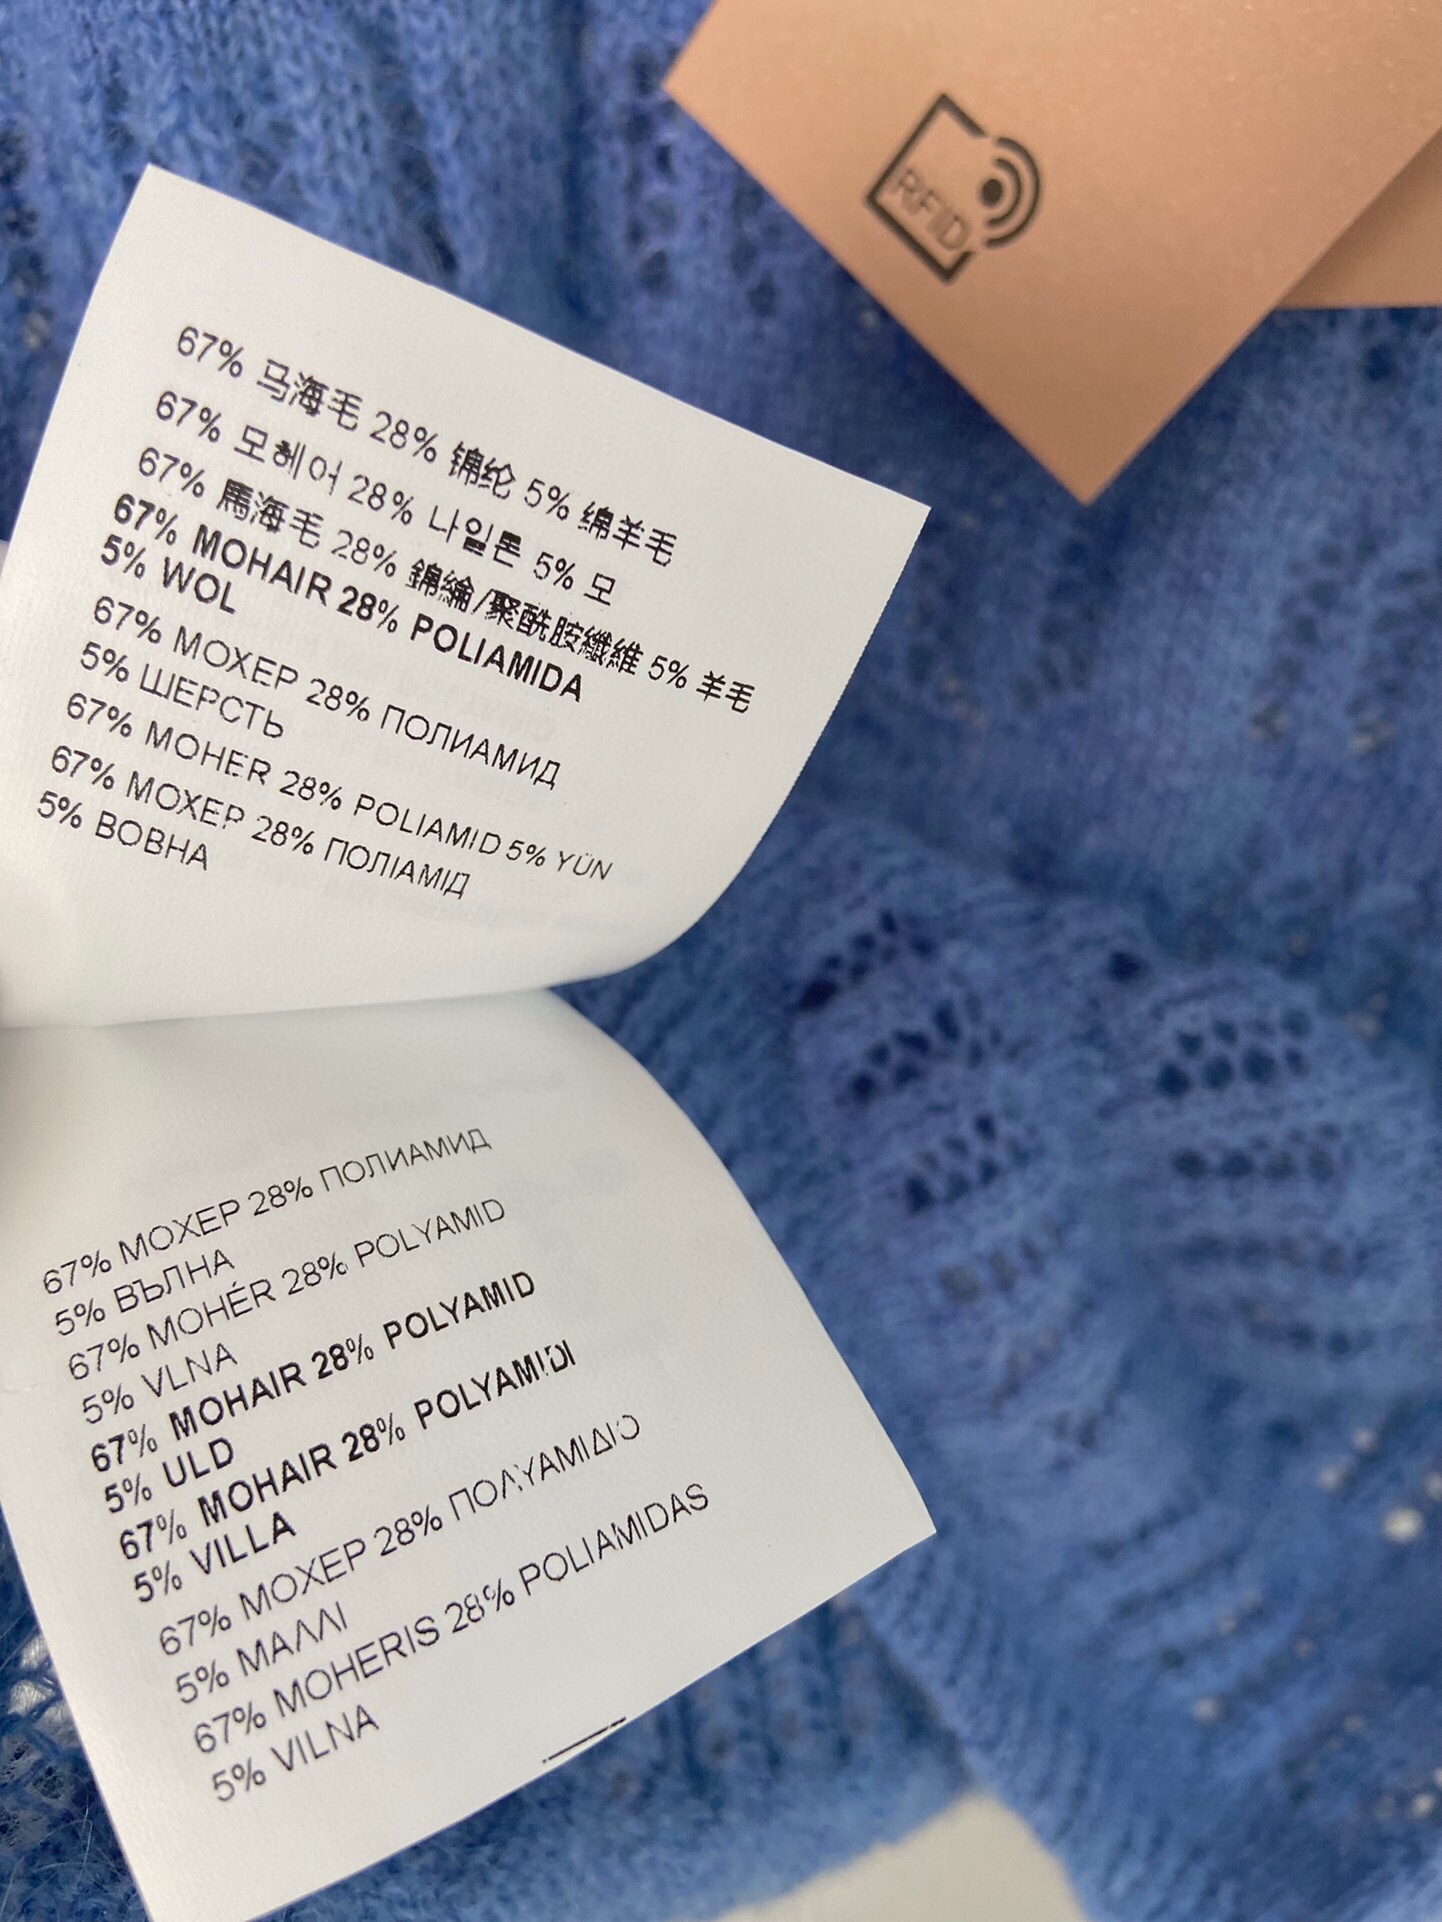 RFID
67% 马海毛 28% 锦纶 5% 绵羊毛
67% 모헤어 28% 나일론 5% 모
67% 馬海毛 28% 錦綸/聚酰胺纖維 5% 羊毛
67% MOHAIR 28% POLIAMIDA
5% WOL
67% МОХЕР 28% ПОЛИАМИД
5% ШЕРСТЬ
67% MOHER 28% POLIAMID 5% YÜN
67% МОХЕР 28% ПОЛІАМІД
5% ВОВНА
67% МОХЕР 28% ПОЛИАМИД
5% ВЪЛНА
67% MOHÉR 28% POLYAMID
5% VLNA
67% MOHAIR 28% POLYAMID
5% ULD
67% MOHAIR 28% POLYAMIDI
5% VILLA
67% ΜΟΧΕΡ 28% ΠΟΛΥΑΜΙΔΙΟ
5% ΜΑΛΛΙ
67% MOHERIS 28% POLIAMIDAS
5% VILNA